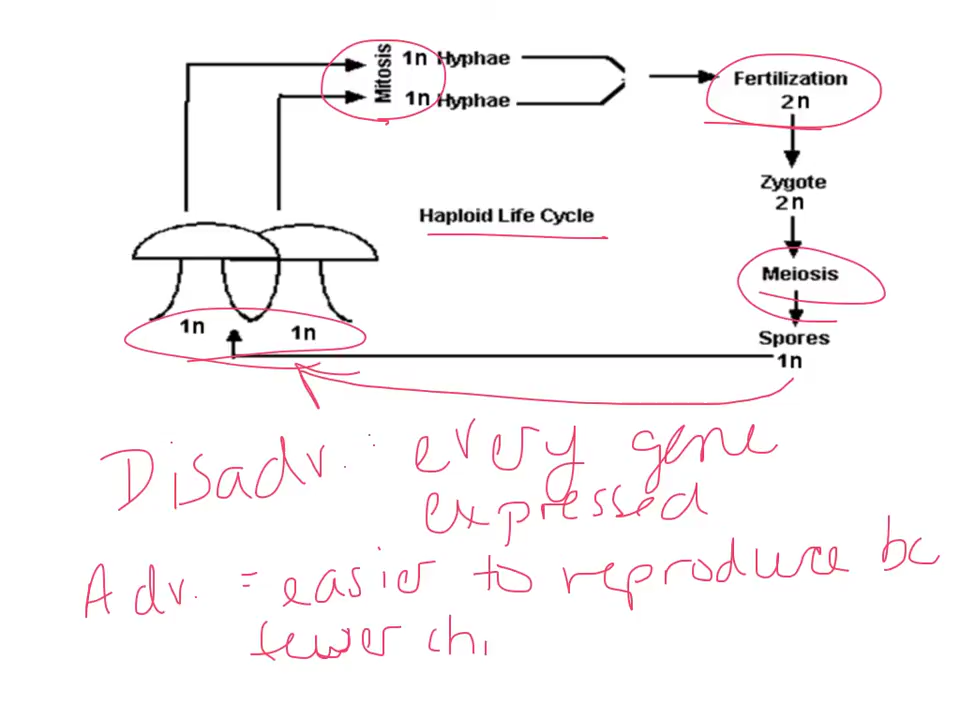 Mitosis
1n Hyphae
1n Hyphae
Fertilization
2n
Zygote
2n
Haploid Life Cycle
Meiosis
Spores
1n
1n 1n
Disadv. : every gene
expressed
Adv. = easier to reproduce bc
fewer ch